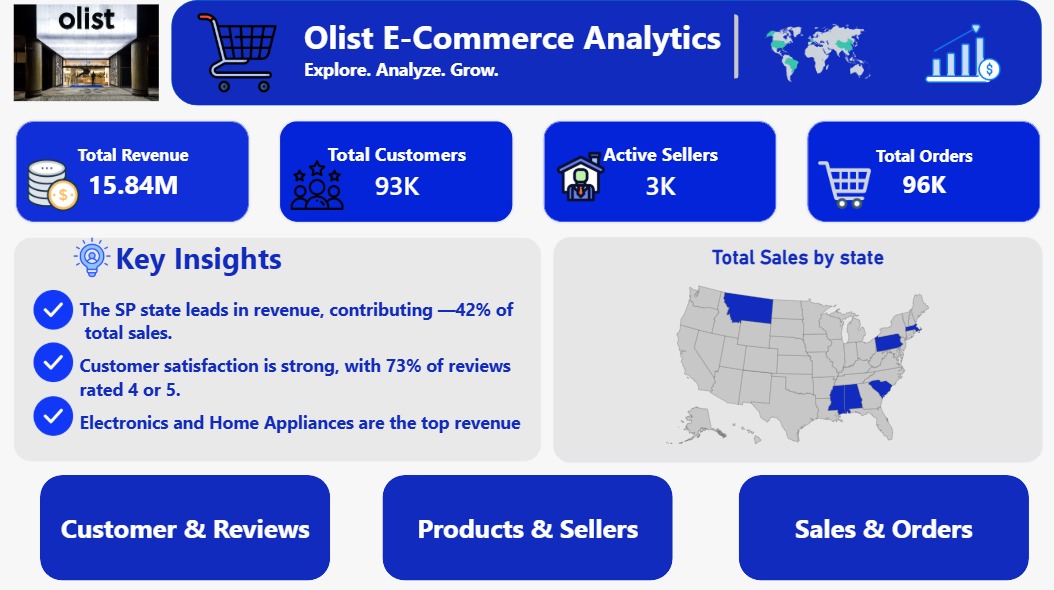 olist
Olist E-Commerce Analytics
Explore. Analyze. Grow.
Total Revenue
15.84M
$
Total Customers
93K
Active Sellers
3K
Total Orders
96K
Key Insights
The SP state leads in revenue, contributing —42% of
total sales.
Customer satisfaction is strong, with 73% of reviews
rated 4 or 5.
Electronics and Home Appliances are the top revenue
Total Sales by state
Customer & Reviews
Products & Sellers
Sales & Orders
$